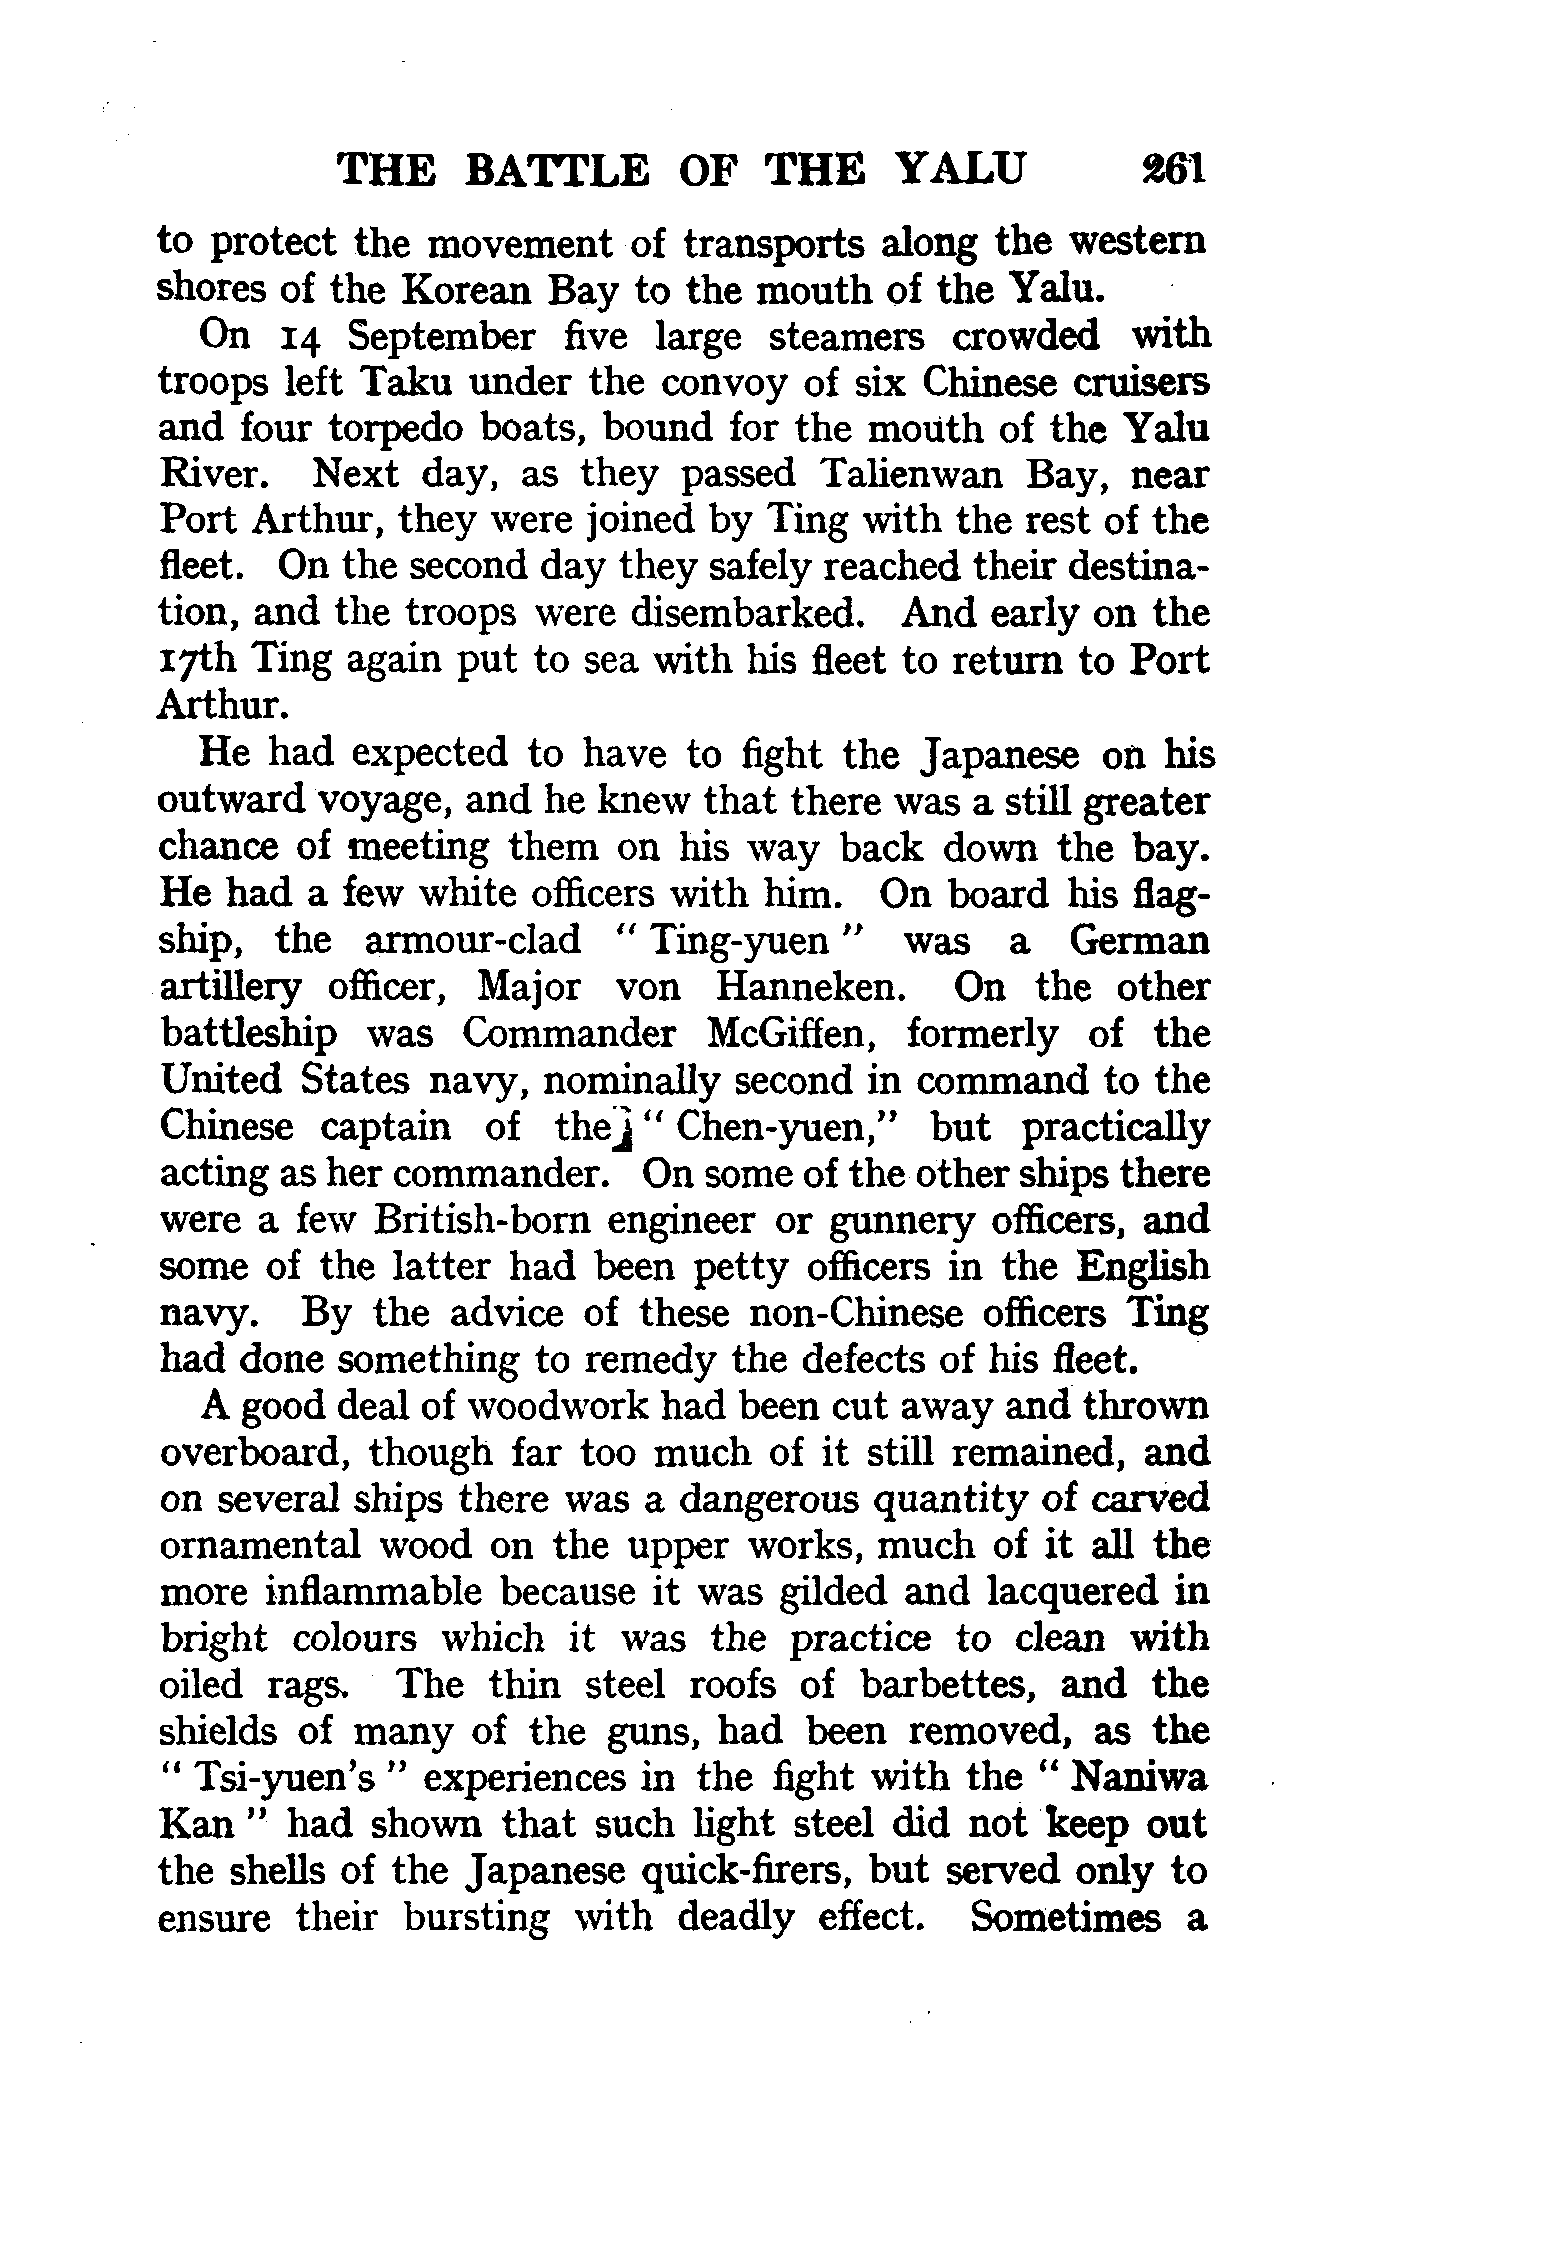 THE BATTLE OF THE YALU 261
to protect the movement of transports along the western
shores of the Korean Bay to the mouth of the Yalu.
On 14 September five large steamers crowded with
troops left Taku under the convoy of six Chinese cruisers
and four torpedo boats, bound for the mouth of the Yalu
River. Next day, as they passed Talienwan Bay, near
Port Arthur, they were joined by Ting with the rest of the
fleet. On the second day they safely reached their destina-
tion, and the troops were disembarked. And early on the
17th Ting again put to sea with his fleet to return to Port
Arthur.
He had expected to have to fight the Japanese on his
outward voyage, and he knew that there was a still greater
chance of meeting them on his way back down the bay.
He had a few white officers with him. On board his flag-
ship, the armour-clad " Ting-yuen " was a German
artillery officer, Major von Hanneken. On the other
battleship was Commander McGiffen, formerly of the
United States navy, nominally second in command to the
Chinese captain of the " Chen-yuen," but practically
acting as her commander. On some of the other ships there
were a few British-born engineer or gunnery officers, and
some of the latter had been petty officers in the English
navy. By the advice of these non-Chinese officers Ting
had done something to remedy the defects of his fleet.
A good deal of woodwork had been cut away and thrown
overboard, though far too much of it still remained, and
on several ships there was a dangerous quantity of carved
ornamental wood on the upper works, much of it all the
more inflammable because it was gilded and lacquered in
bright colours which it was the practice to clean with
oiled rags. The thin steel roofs of barbettes, and the
shields of many of the guns, had been removed, as the
" Tsi-yuen's " experiences in the fight with the " Naniwa
Kan " had shown that such light steel did not keep out
the shells of the Japanese quick-firers, but served only to
ensure their bursting with deadly effect. Sometimes a